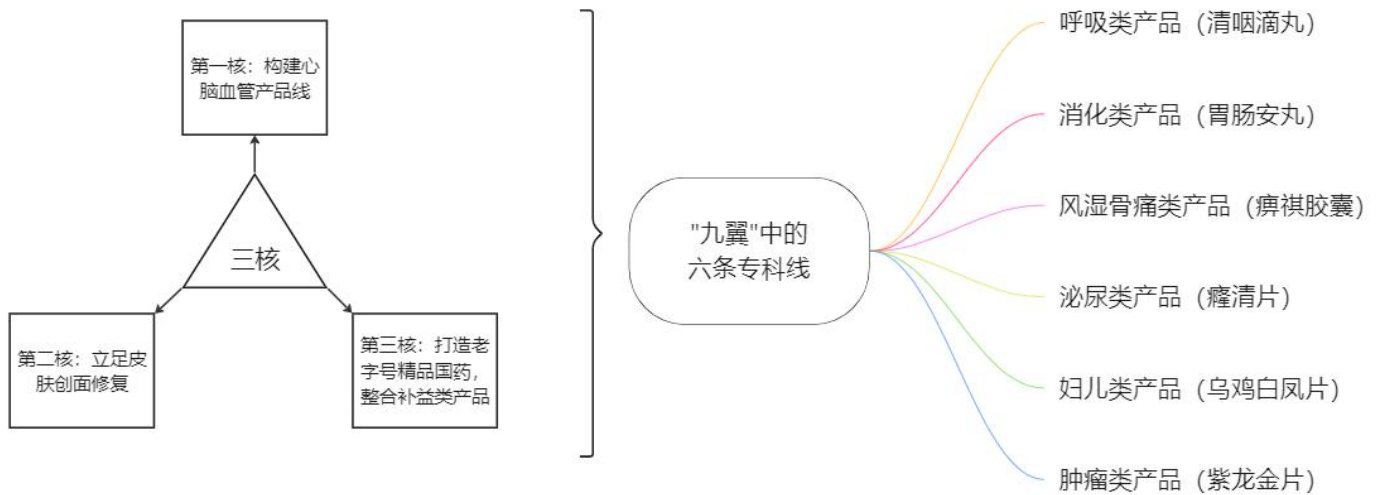 第一核：构建心
脑血管产品线
三核
第二核：立足皮
肤创面修复
第三核：打造老
字号精品国药，
整合补益类产品
"九翼"中的
六条专科线
呼吸类产品（清咽滴丸）
消化类产品（胃肠安丸）
风湿骨痛类产品（痹祺胶囊）
泌尿类产品（癃清片）
妇儿类产品（乌鸡白凤片）
肿瘤类产品（紫龙金片）